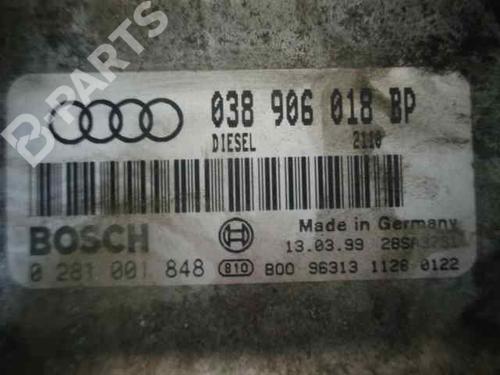 B-PARTS
038 906 018 BP
DIESEL 2110
BOSCH
Made in Germany
13.03.99
0 281 001 848 810 B00 96313 1126 0122